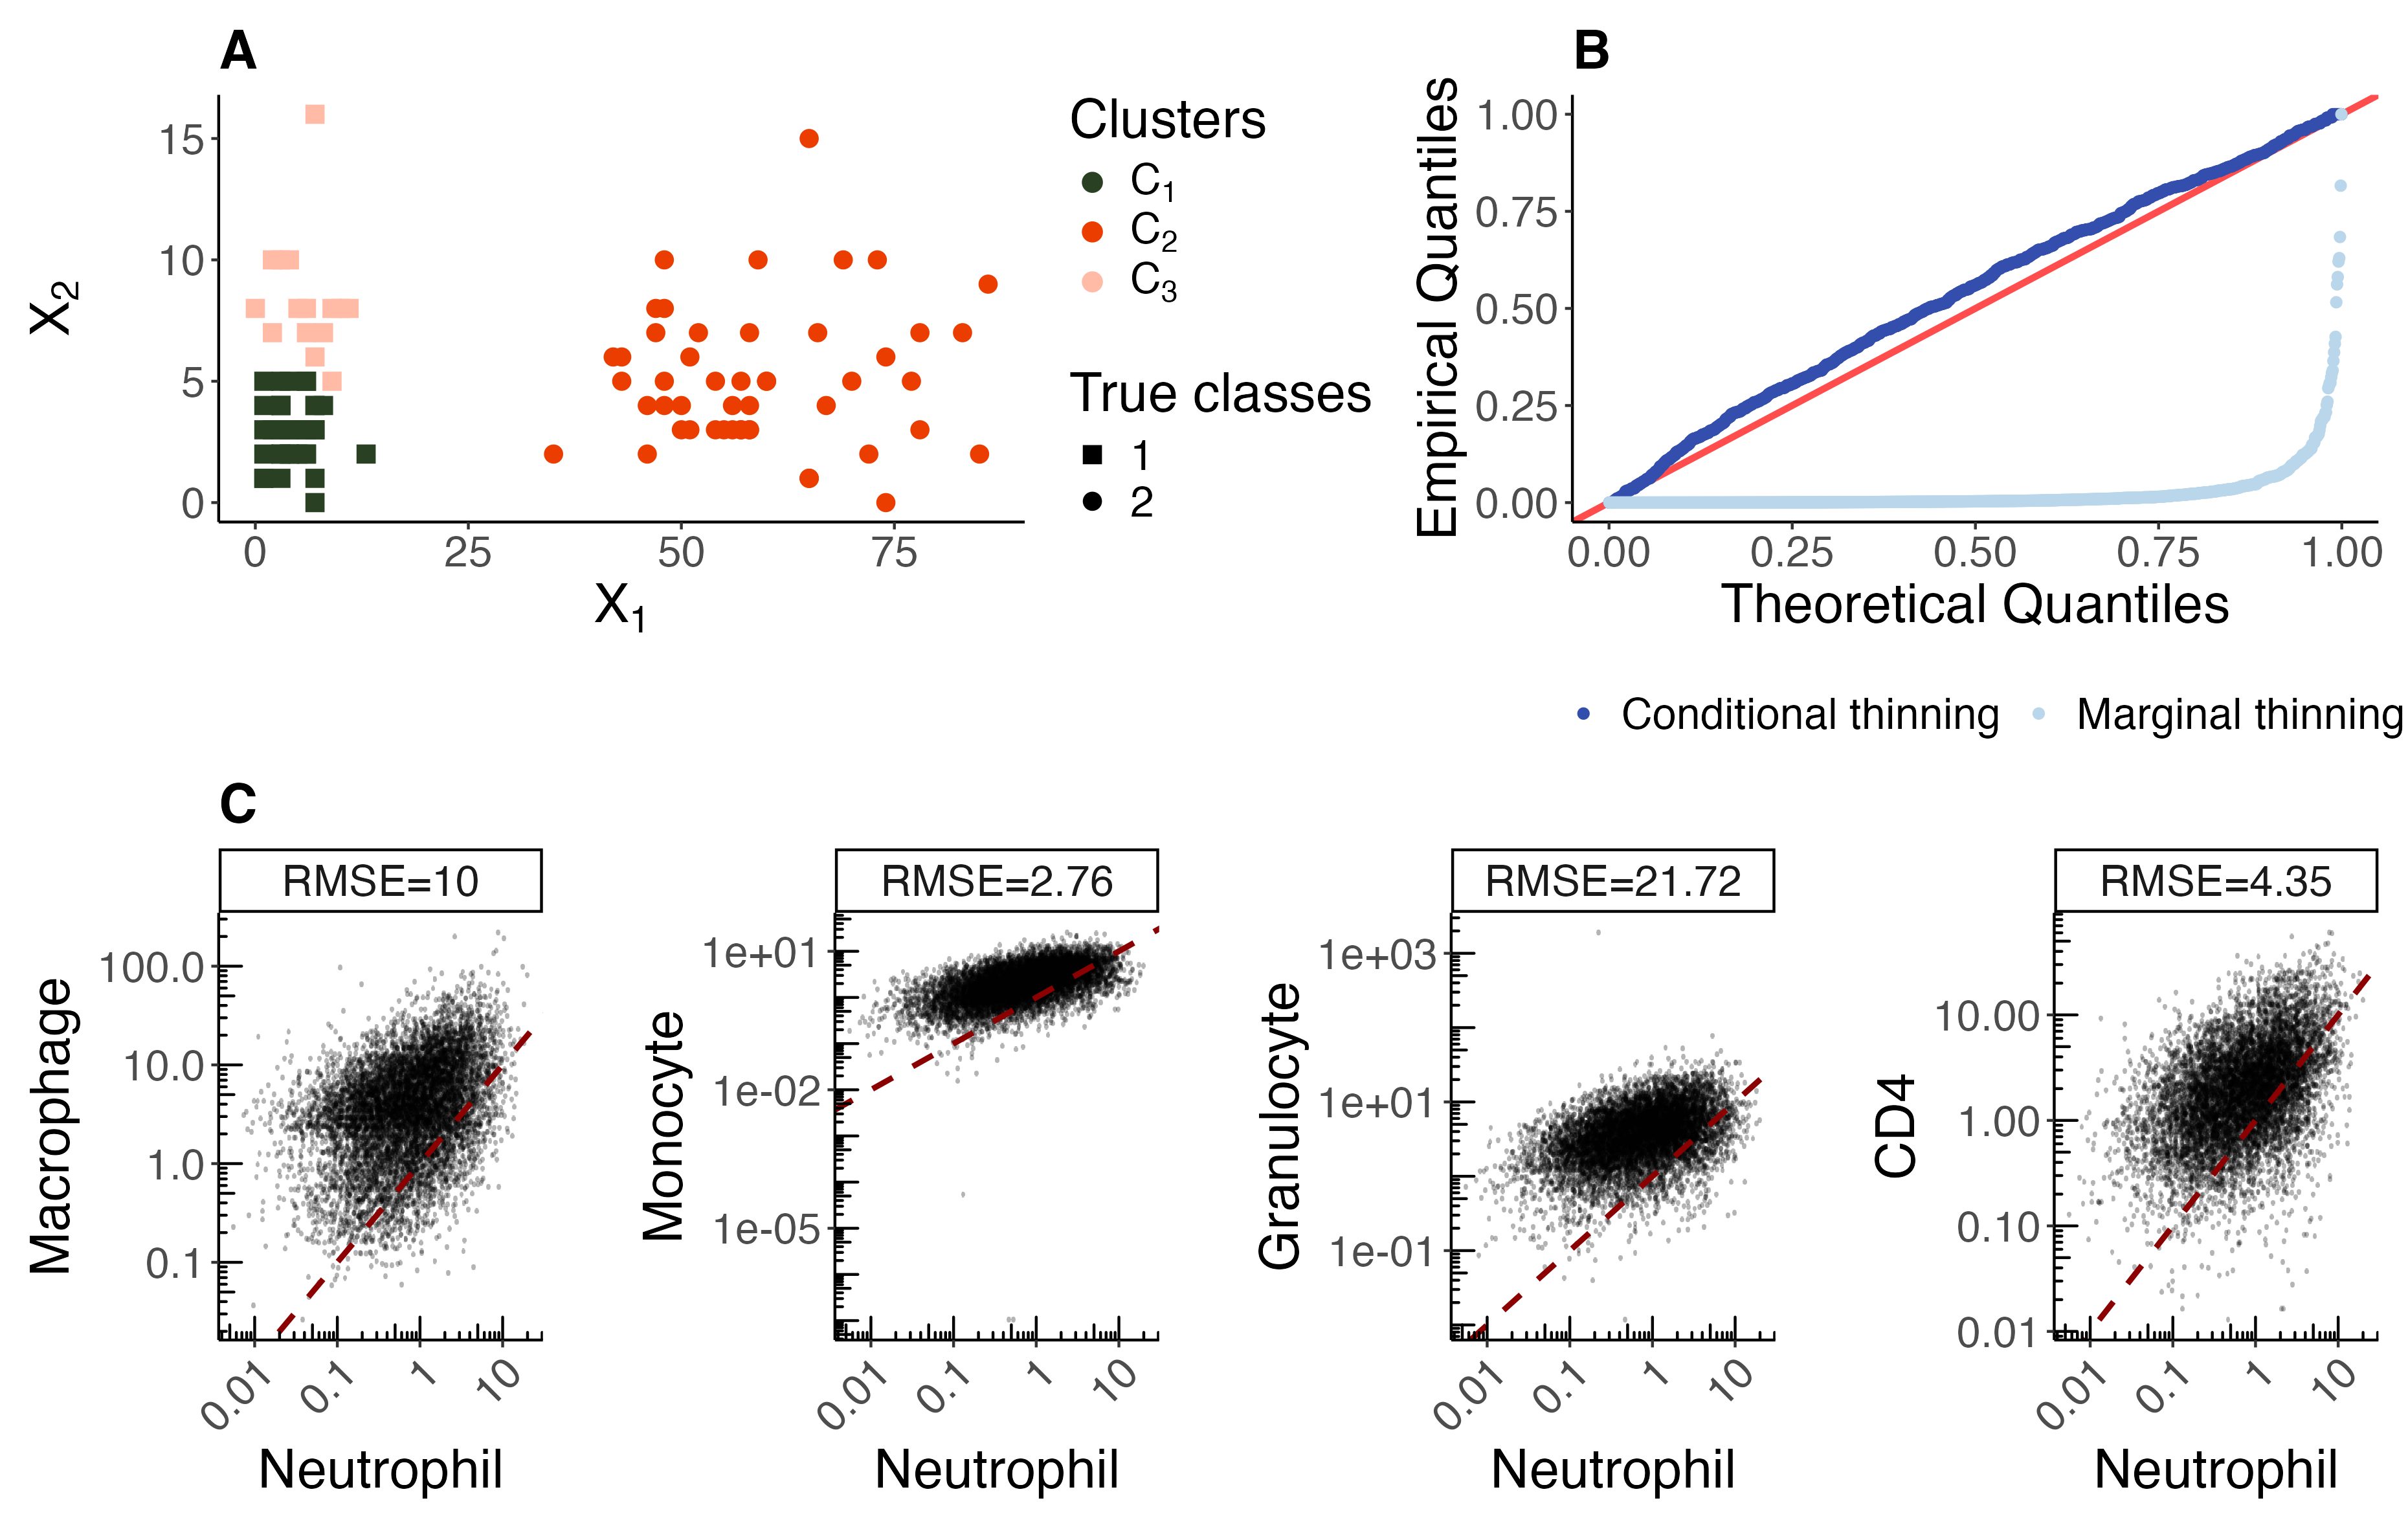 A
15
10
5
0
X2
0 25 50 75
X1
Clusters
C1
C2
C3
True classes
1
2
B
1.00
0.75
0.50
0.25
0.00
Empirical Quantiles
0.00 0.25 0.50 0.75 1.00
Theoretical Quantiles
Conditional thinning Marginal thinning
C
RMSE=10
Macrophage
100.0
10.0
1.0
0.1
0.01 0.1 1 10
Neutrophil
RMSE=2.76
Monocyte
1e+01
1e-02
1e-05
0.01 0.1 1 10
Neutrophil
RMSE=21.72
Granulocyte
1e+03
1e+01
1e-01
0.01 0.1 1 10
Neutrophil
RMSE=4.35
CD4
10.00
1.00
0.10
0.01
0.01 0.1 1 10
Neutrophil